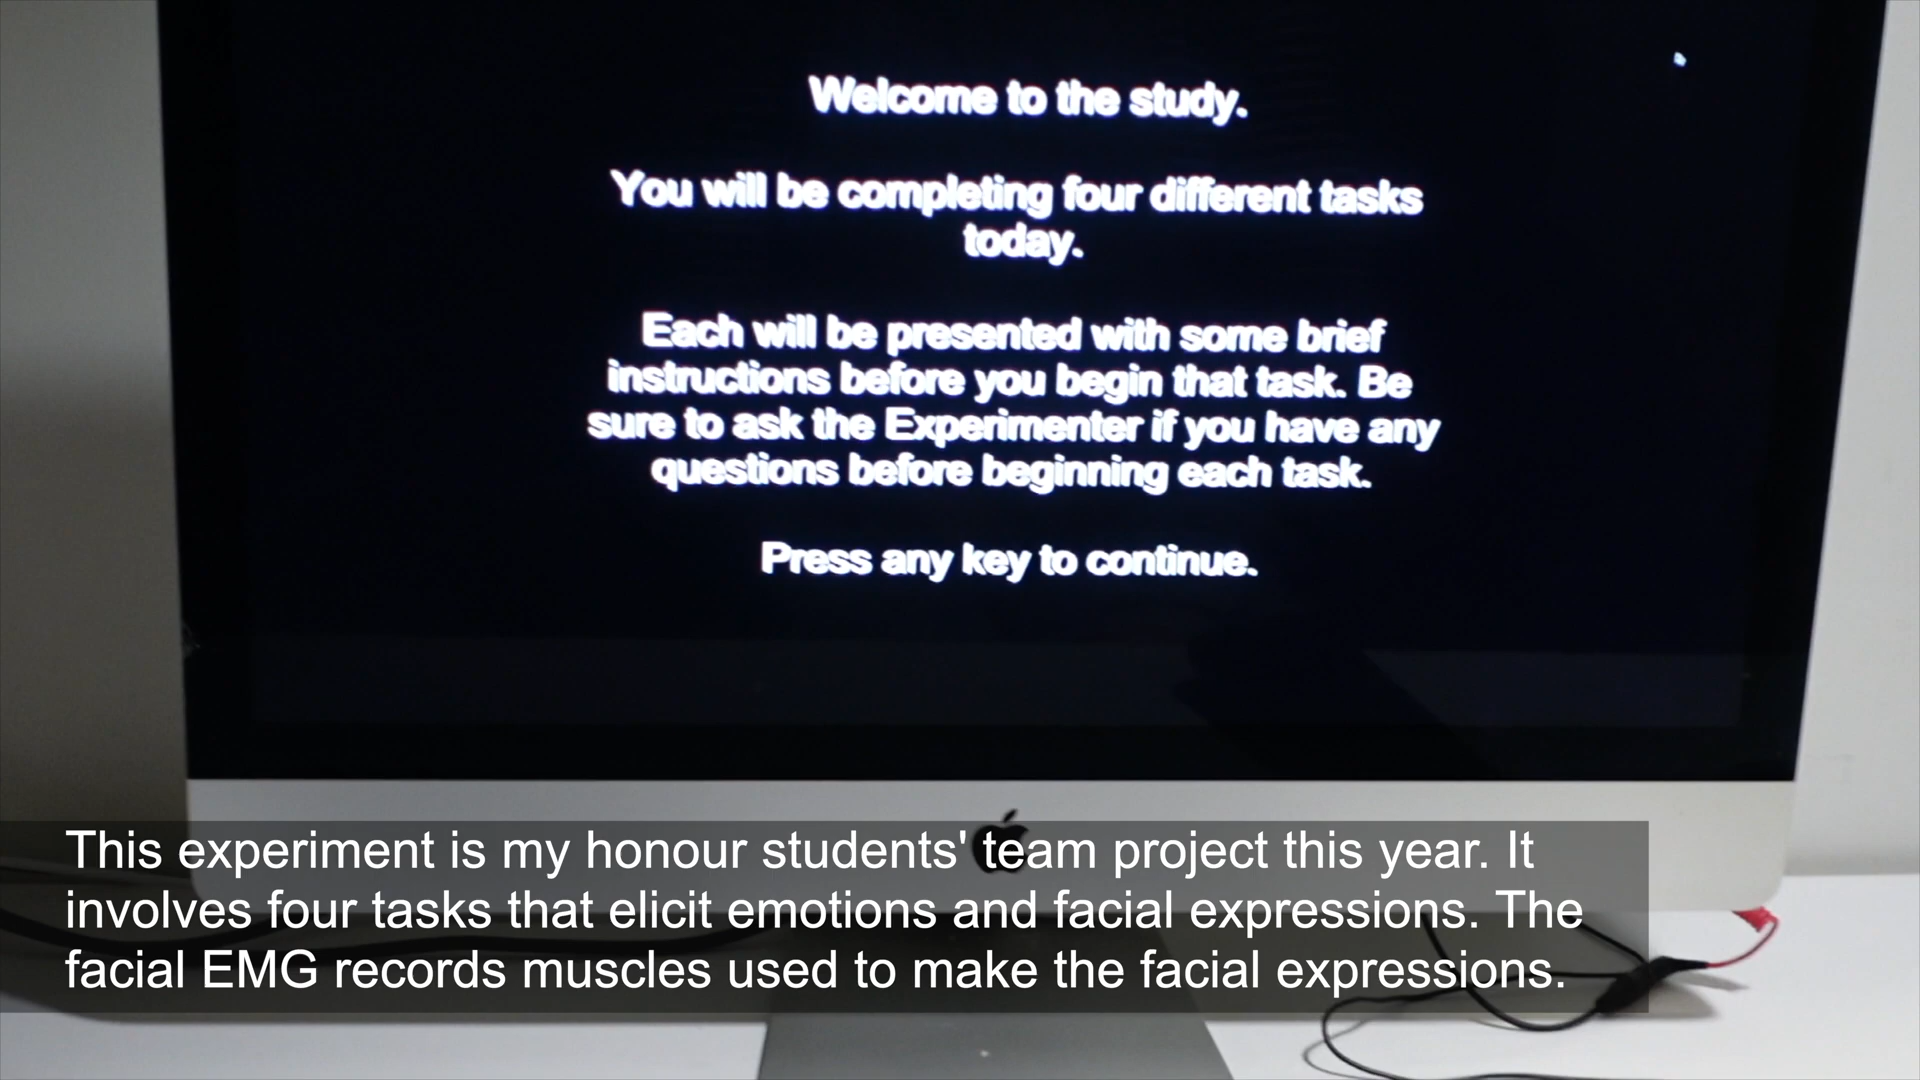 Welcome to the study.
You will be completing four different tasks
today.
Each will be presented with some brief
instructions before you begin that task. Be
sure to ask the Experimenter if you have any
questions before beginning each task.
Press any key to continue.
This experiment is my honour students' team project this year. It
involves four tasks that elicit emotions and facial expressions. The
facial EMG records muscles used to make the facial expressions.